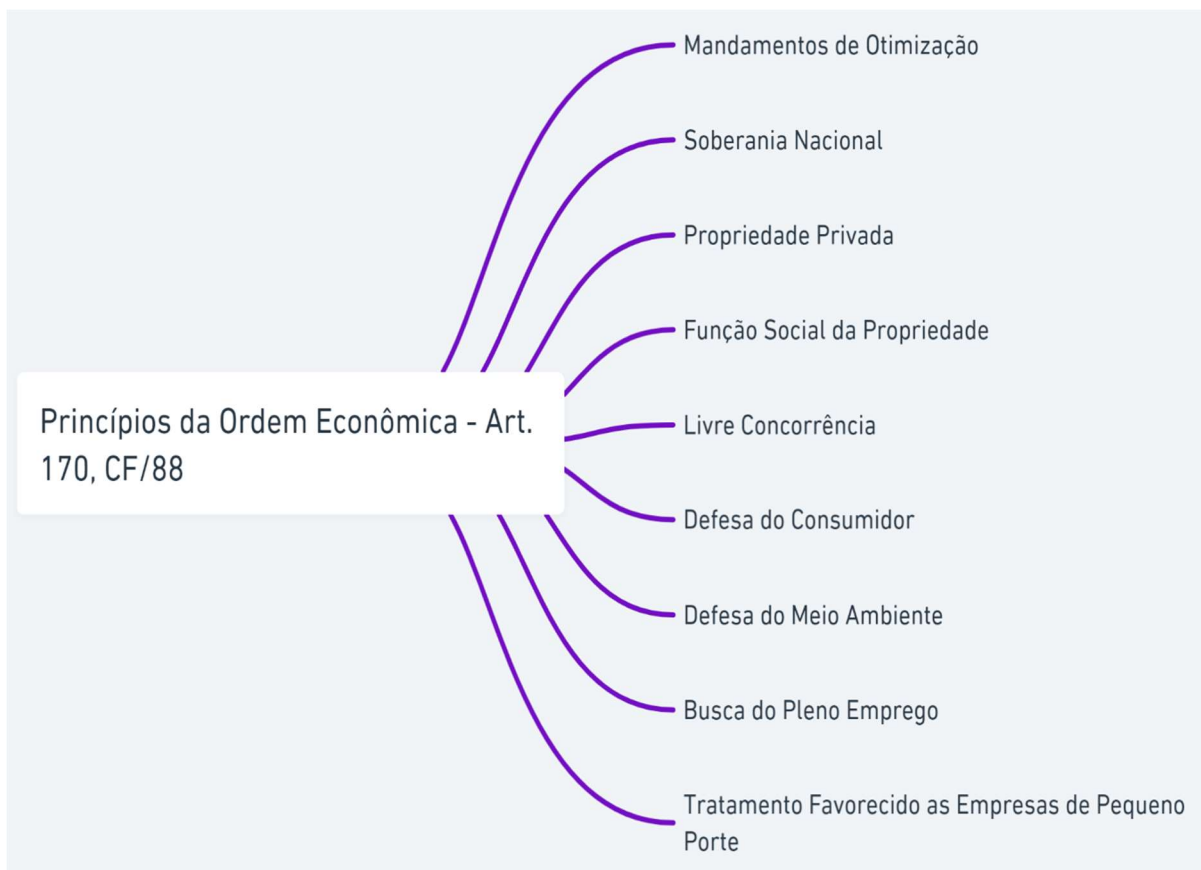 Mandamentos de Otimização
Soberania Nacional
Propriedade Privada
Função Social da Propriedade
Princípios da Ordem Econômica - Art.
170, CF/88
Livre Concorrência
Defesa do Consumidor
Defesa do Meio Ambiente
Busca do Pleno Emprego
Tratamento Favorecido as Empresas de Pequeno
Porte